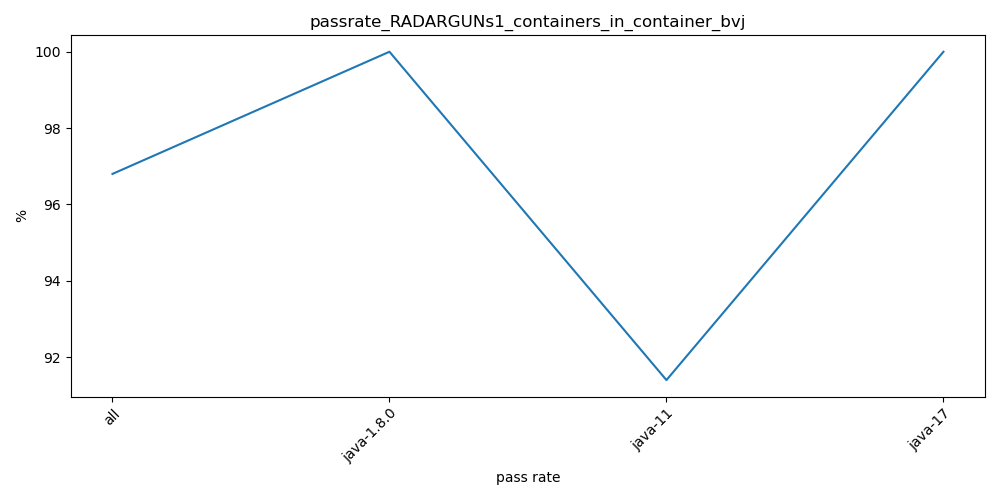 passrate_RADARGUNs1_containers_in_container_bvj
100
98
96
94
92
%
all
java-1.8.0
java-11
java-17
pass rate